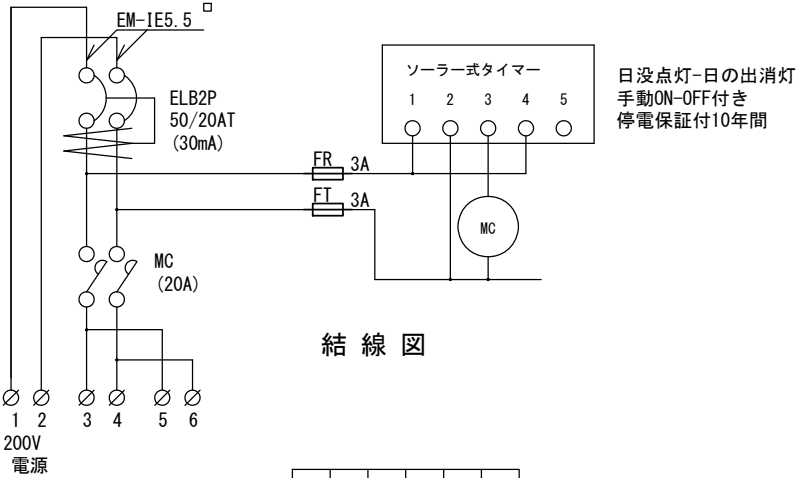 EM-IE5.5□
ELB2P
50/20AT
(30mA)
ソーラー式タイマー
1 2 3 4 5
日没点灯-日の出消灯
手動ON-OFF付き
停電保証付10年間
FR 3A
FT 3A
MC
MC
(20A)
結線図
1 2 3 4 5 6
200V
電源